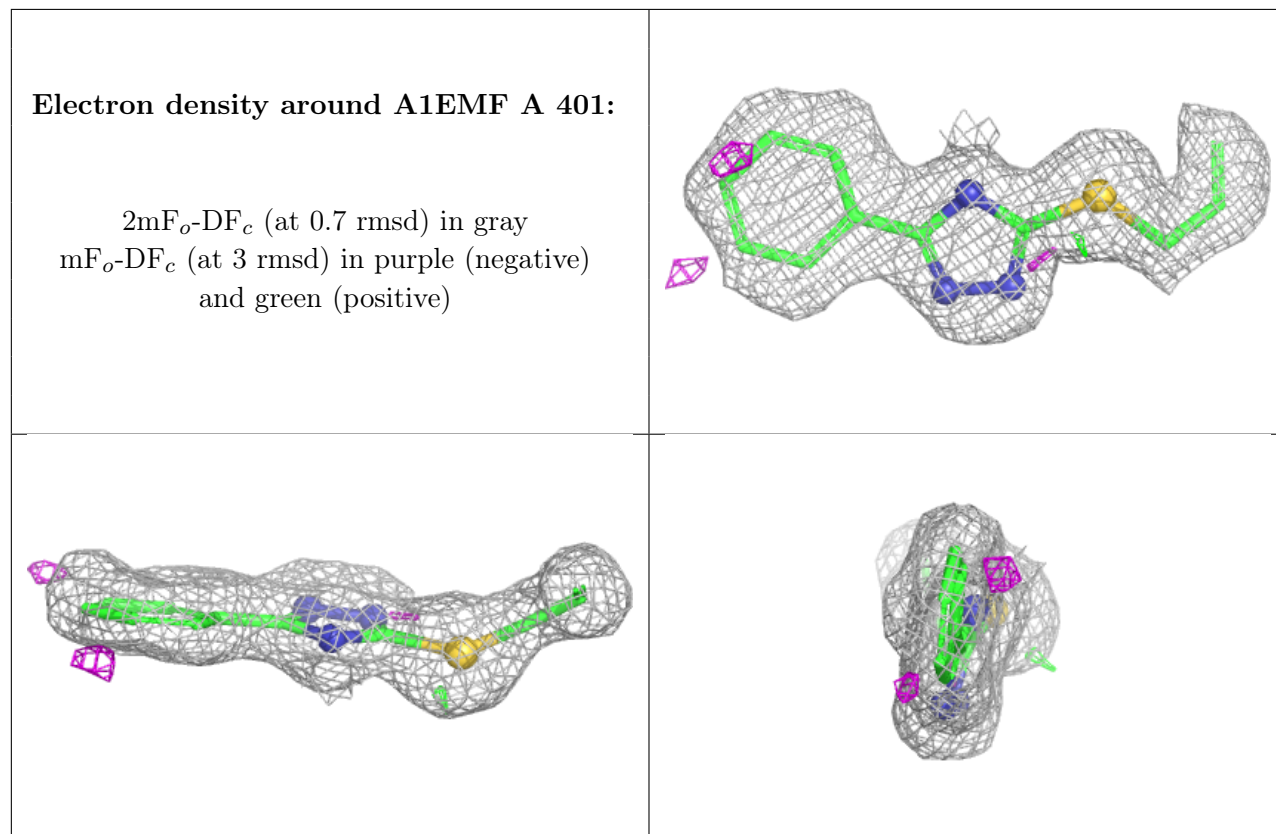 Electron density around A1EMF A 401:
2mFo-DFc (at 0.7 rmsd) in gray
mFo-DFc (at 3 rmsd) in purple (negative)
and green (positive)